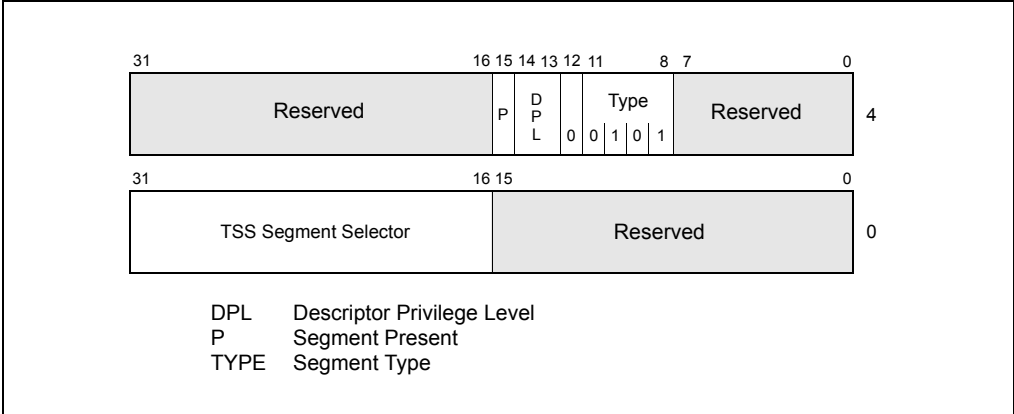 31 16 15 14 13 12 11 8 7 0
Reserved P DPL 0 Type 0 1 0 1 Reserved 4
31 16 15 0
TSS Segment Selector Reserved 0
DPL Descriptor Privilege Level
P Segment Present
TYPE Segment Type